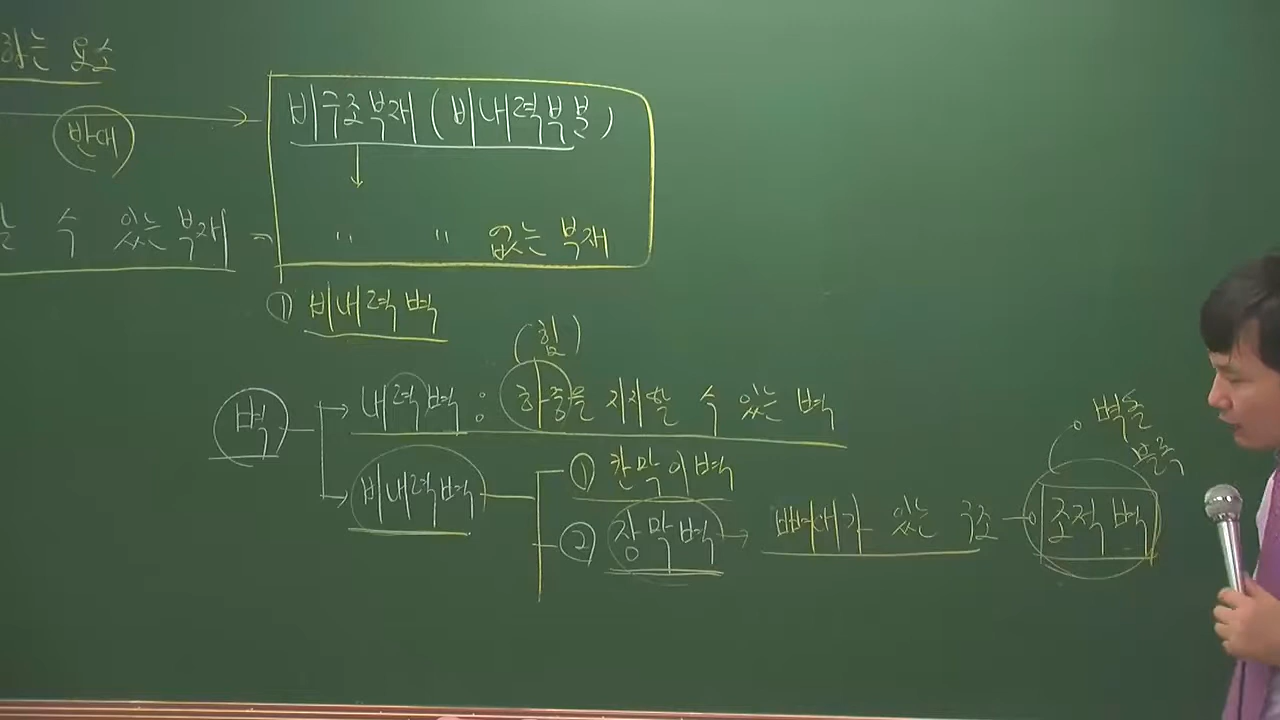 하는 요소
반대
비구조부재 (비내력부분)
수 있는 부재
" " 없는 부재
① 비내력벽
(힘)
벽
내력벽 : 하중을 지지할 수 있는 벽
비내력벽
① 칸막이벽
② 장막벽 → 뼈대가 있는 구조
조적벽
벽돌